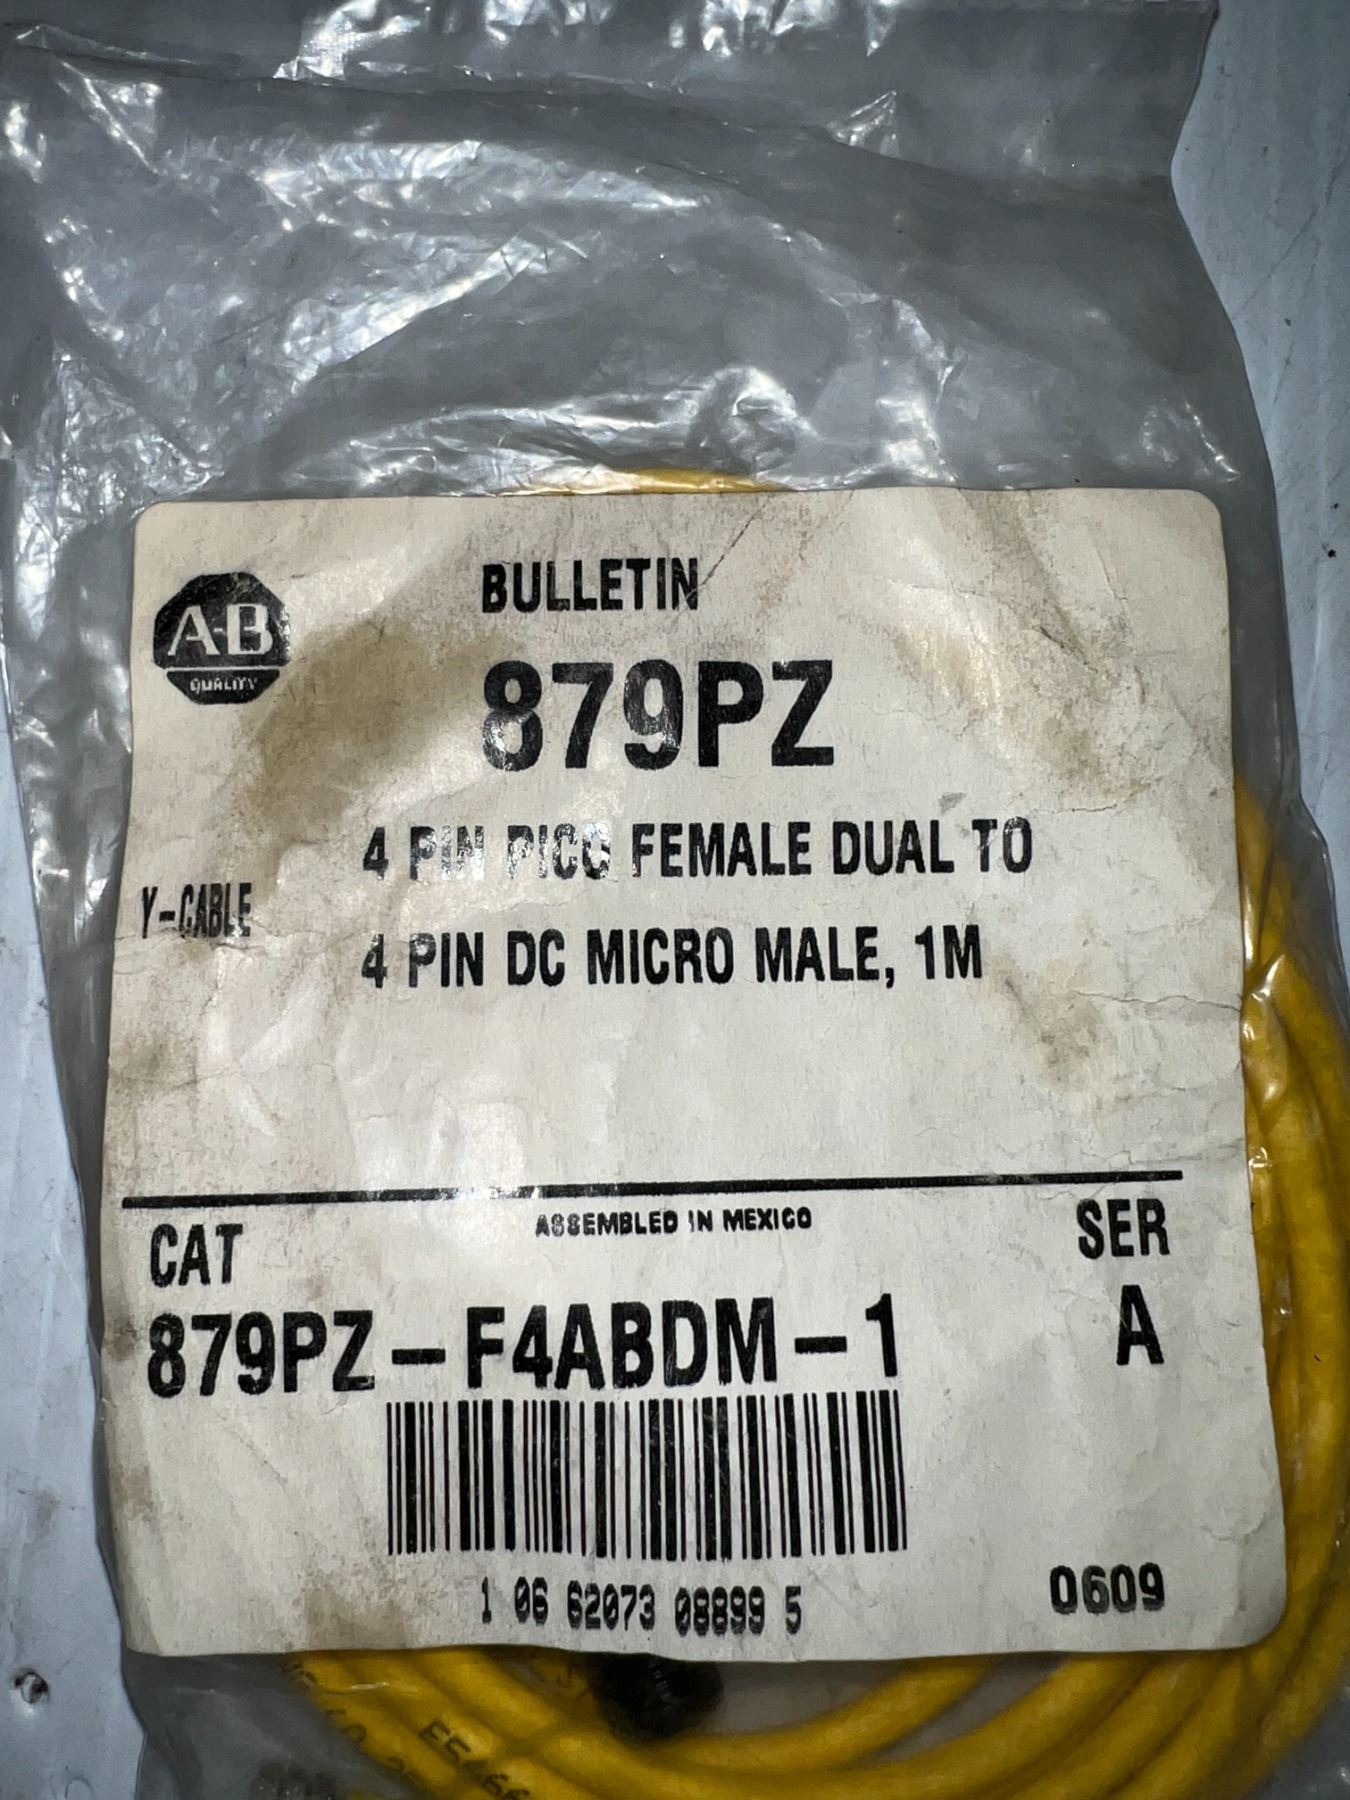 BULLETIN
A-B
QUALITY
879PZ
4 PIN PICO FEMALE DUAL TO
Y-CABLE
4 PIN DC MICRO MALE, 1M
ASSEMBLED IN MEXICO
CAT
SER
879PZ-F4ABDM-1
A
1 06 62073 08899 5
0609